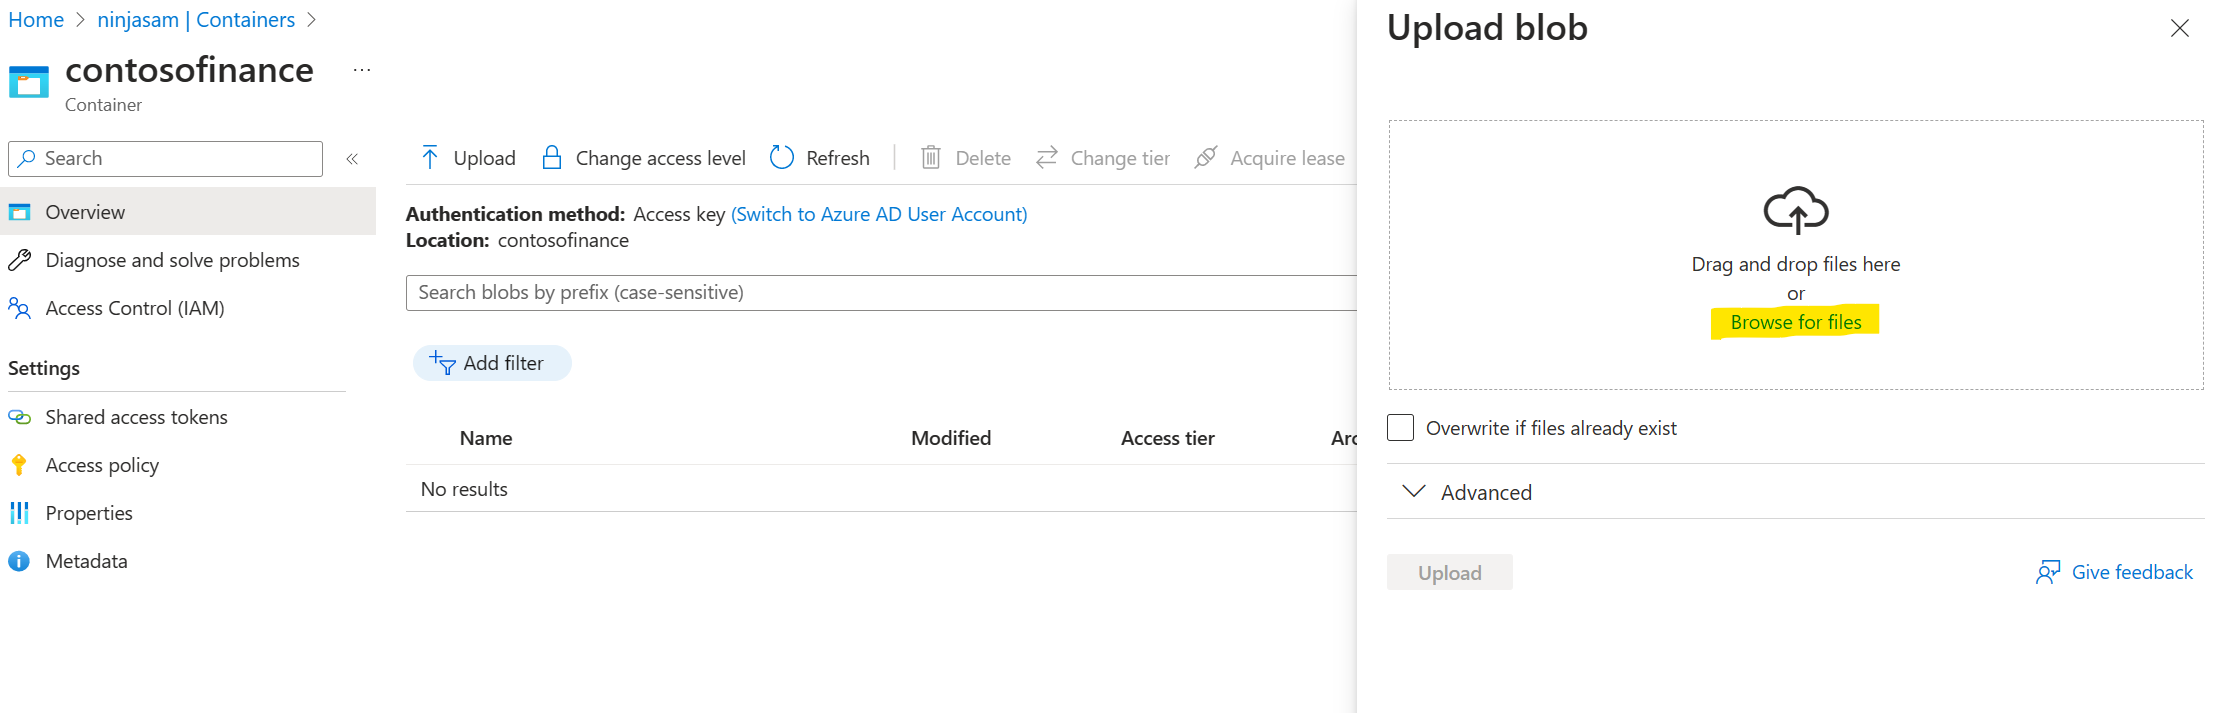 Home > ninjasam | Containers >
contosofinance ...
Container
Search «
Overview
Diagnose and solve problems
Access Control (IAM)
Settings
Shared access tokens
Access policy
Properties
Metadata
Upload Change access level Refresh Delete Change tier Acquire lease
Authentication method: Access key (Switch to Azure AD User Account)
Location: contosofinance
Search blobs by prefix (case-sensitive)
Add filter
Name Modified Access tier Arc
No results
Upload blob
Drag and drop files here
or
Browse for files
Overwrite if files already exist
Advanced
Upload Give feedback